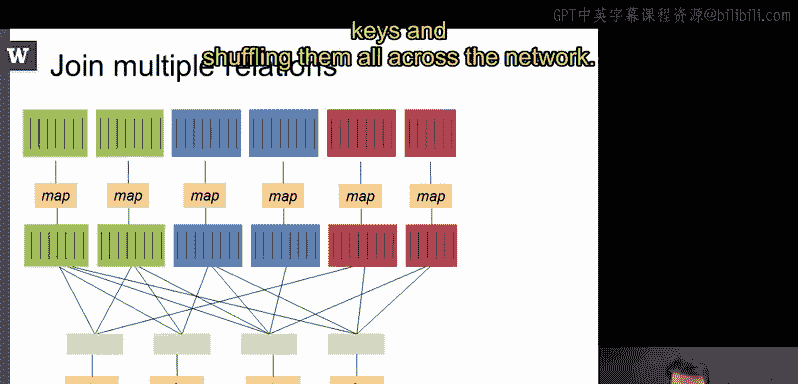 GPT中英字幕课程资源@bilibili.com
keys and
shuffling them all across the network.
W
Join multiple relations
map map map map map map